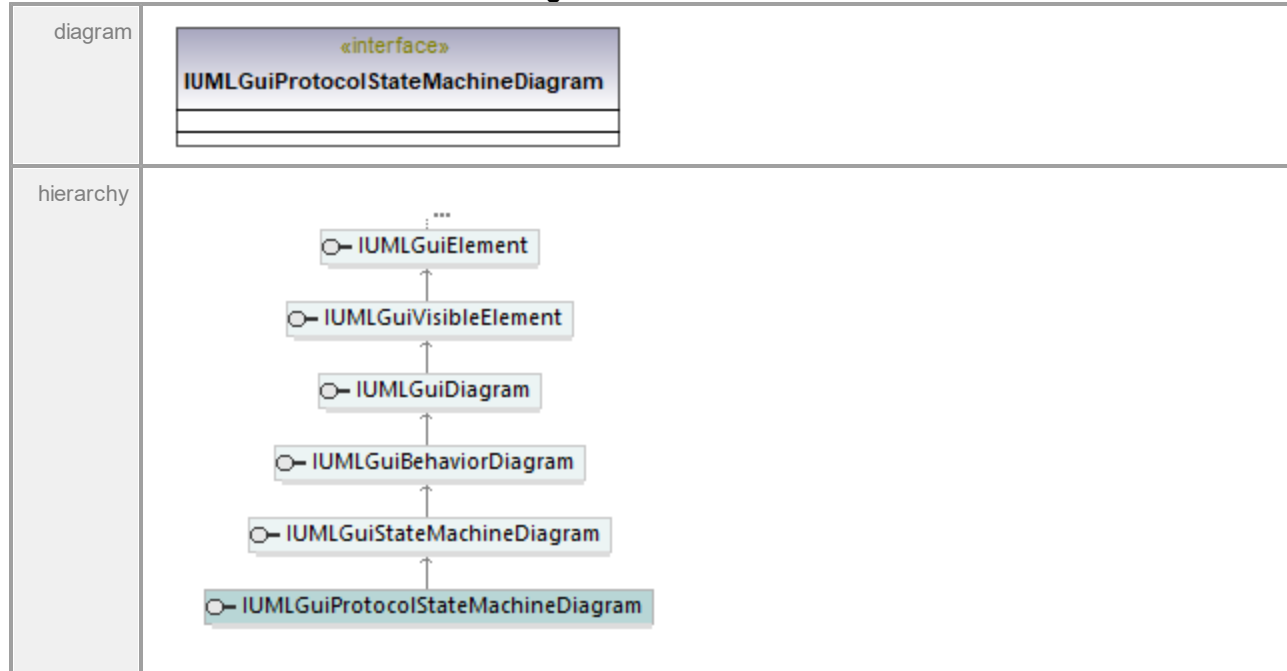 diagram
«interface»
IUMLGuiProtocolStateMachineDiagram
hierarchy
...
IUMLGuiElement
IUMLGuiVisibleElement
IUMLGuiDiagram
IUMLGuiBehaviorDiagram
IUMLGuiStateMachineDiagram
IUMLGuiProtocolStateMachineDiagram